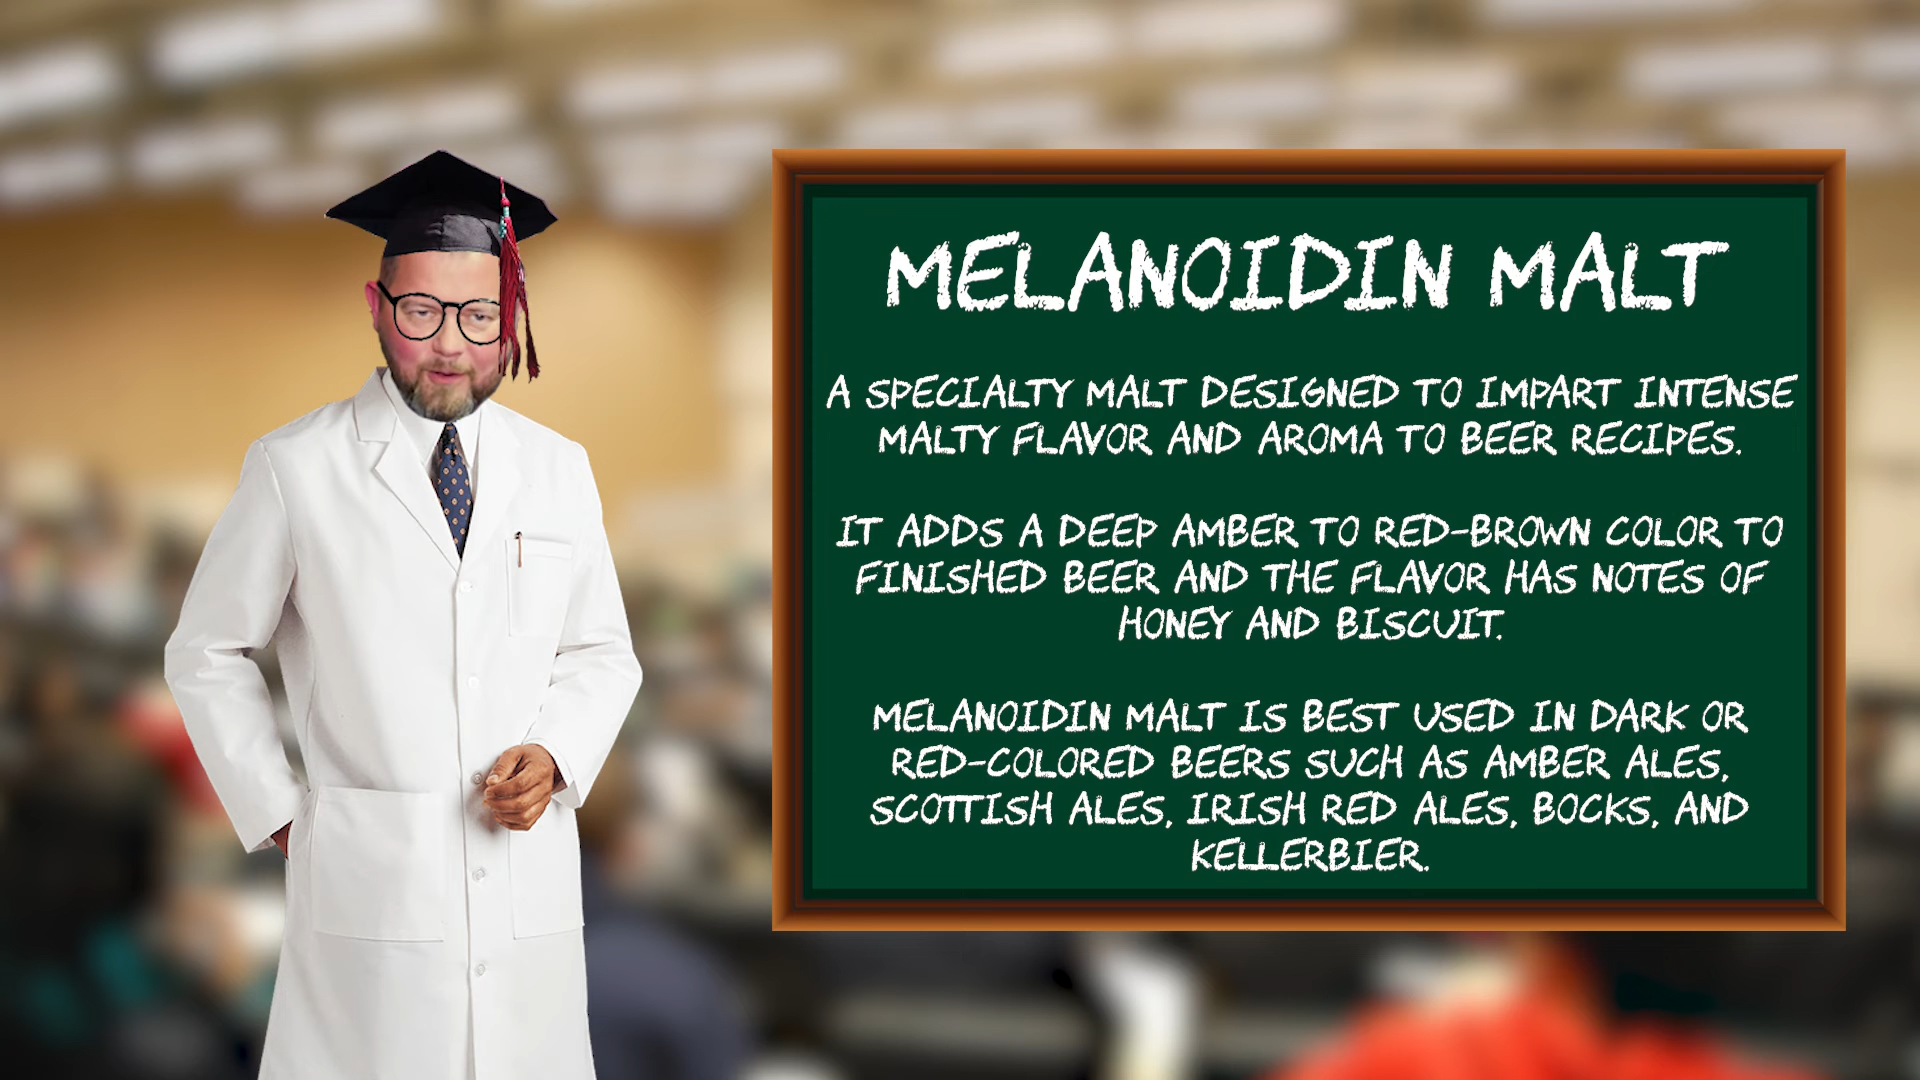 MELANOIDIN MALT
A SPECIALTY MALT DESIGNED TO IMPART INTENSE
MALTY FLAVOR AND AROMA TO BEER RECIPES.
IT ADDS A DEEP AMBER TO RED-BROWN COLOR TO
FINISHED BEER AND THE FLAVOR HAS NOTES OF
HONEY AND BISCUIT.
MELANOIDIN MALT IS BEST USED IN DARK OR
RED-COLORED BEERS SUCH AS AMBER ALES,
SCOTTISH ALES, IRISH RED ALES, BOCKS, AND
KELLERBIER.